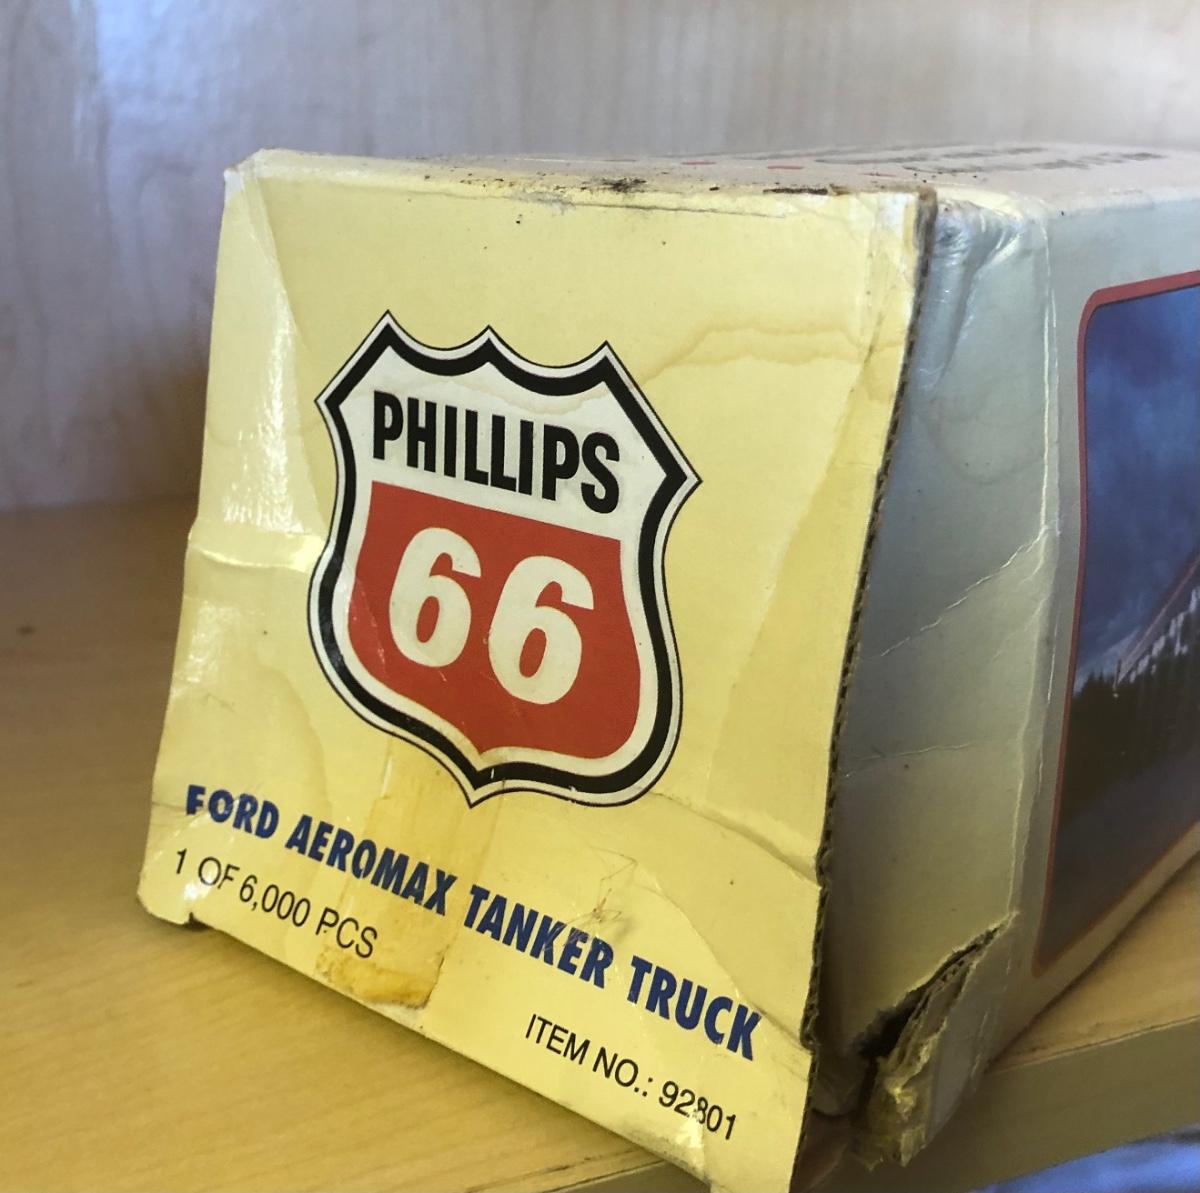 PHILLIPS
66
FORD AEROMAX TANKER TRUCK
1 OF 6,000 PCS
ITEM NO.: 92801